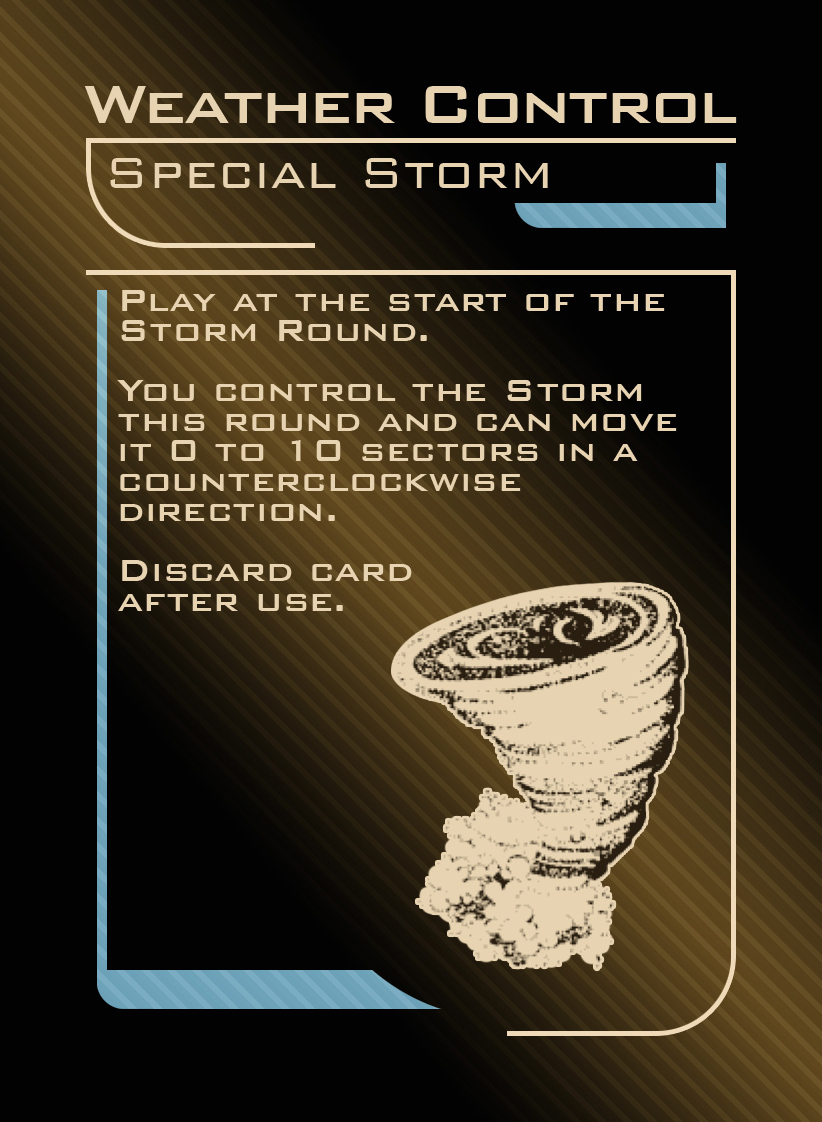 Weather Control
Special Storm
Play at the start of the
Storm Round.
You control the Storm
this round and can move
it 0 to 10 sectors in a
counterclockwise
direction.
Discard card
after use.